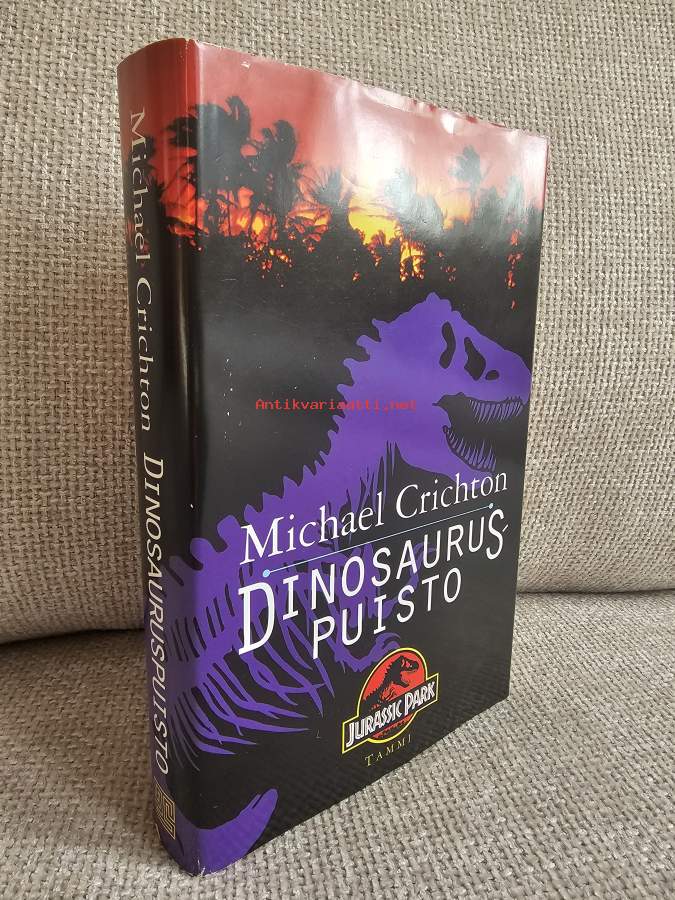 Michael Crichton DINOSAURUSPUISTO
Antikvariaatti.net
Michael Crichton
DINOSAURUS-
PUISTO
JURASSIC PARK
TAMMI